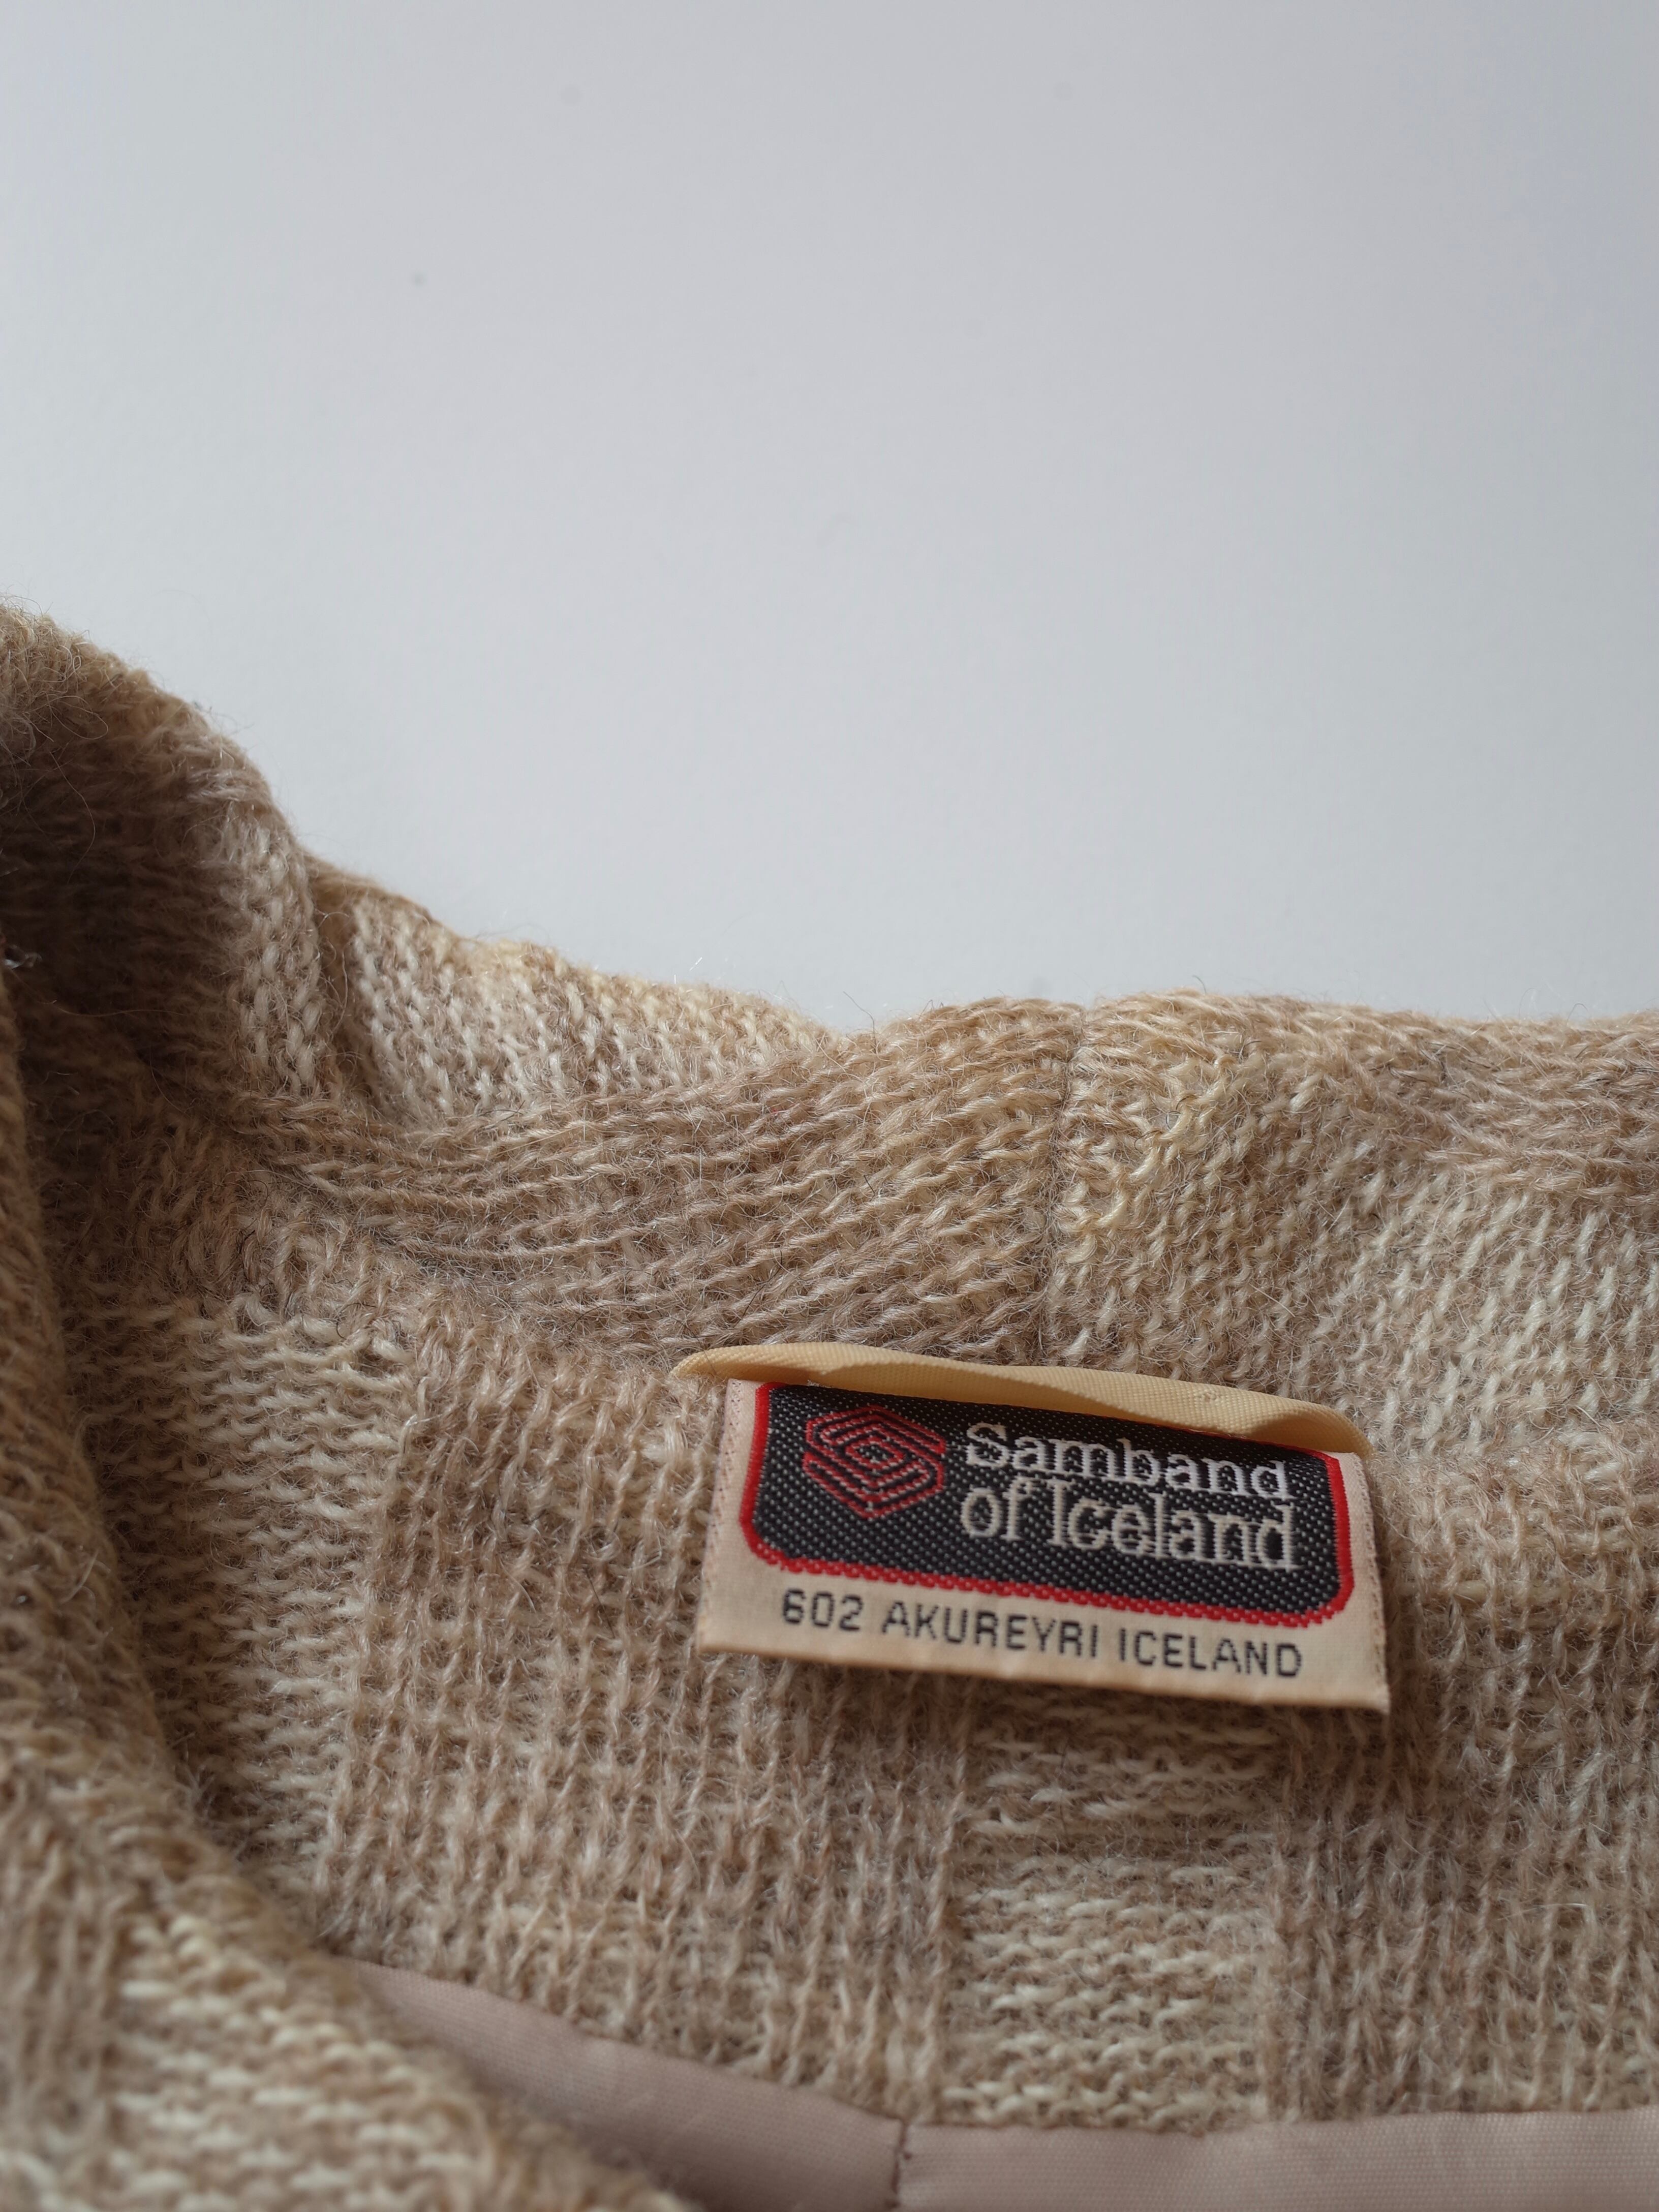 Samband
of Iceland
602 AKUREYRI ICELAND